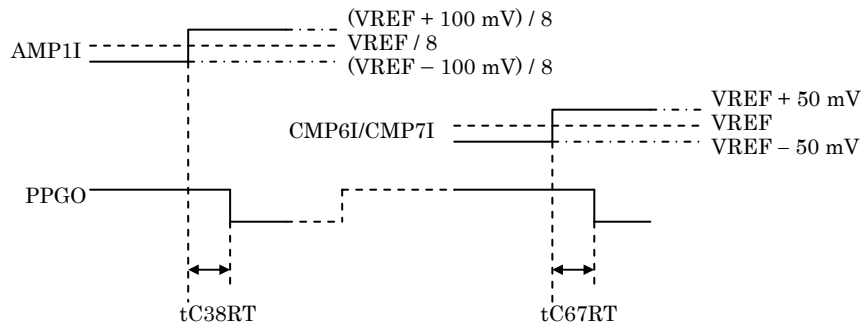 (VREF + 100 mV) / 8
AMP1I
VREF / 8
(VREF – 100 mV) / 8
VREF + 50 mV
CMP6I/CMP7I
VREF
VREF – 50 mV
PPGO
tC38RT
tC67RT